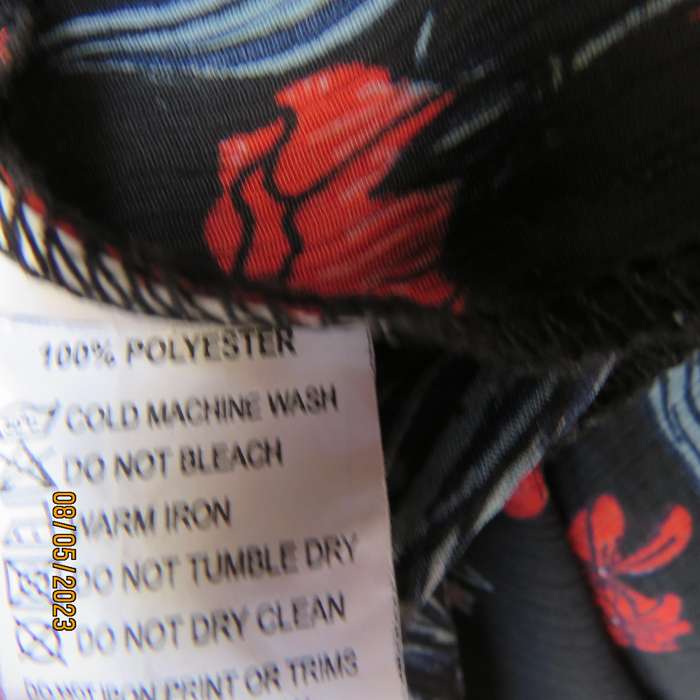 100% POLYESTER
COLD MACHINE WASH
DO NOT BLEACH
WARM IRON
DO NOT TUMBLE DRY
DO NOT DRY CLEAN
DO NOT IRON PRINT OR TRIMS
08/05/2023